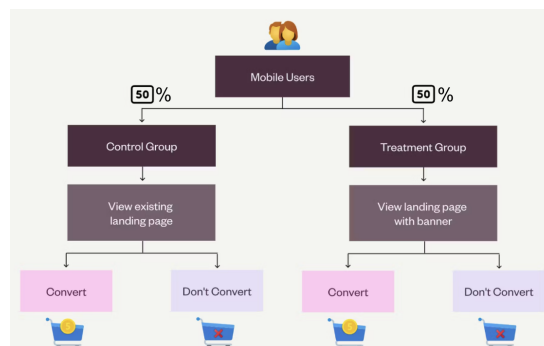 Mobile Users
50 %
50 %
Control Group
Treatment Group
View existing
landing page
View landing page
with banner
Convert
Don't Convert
Convert
Don't Convert